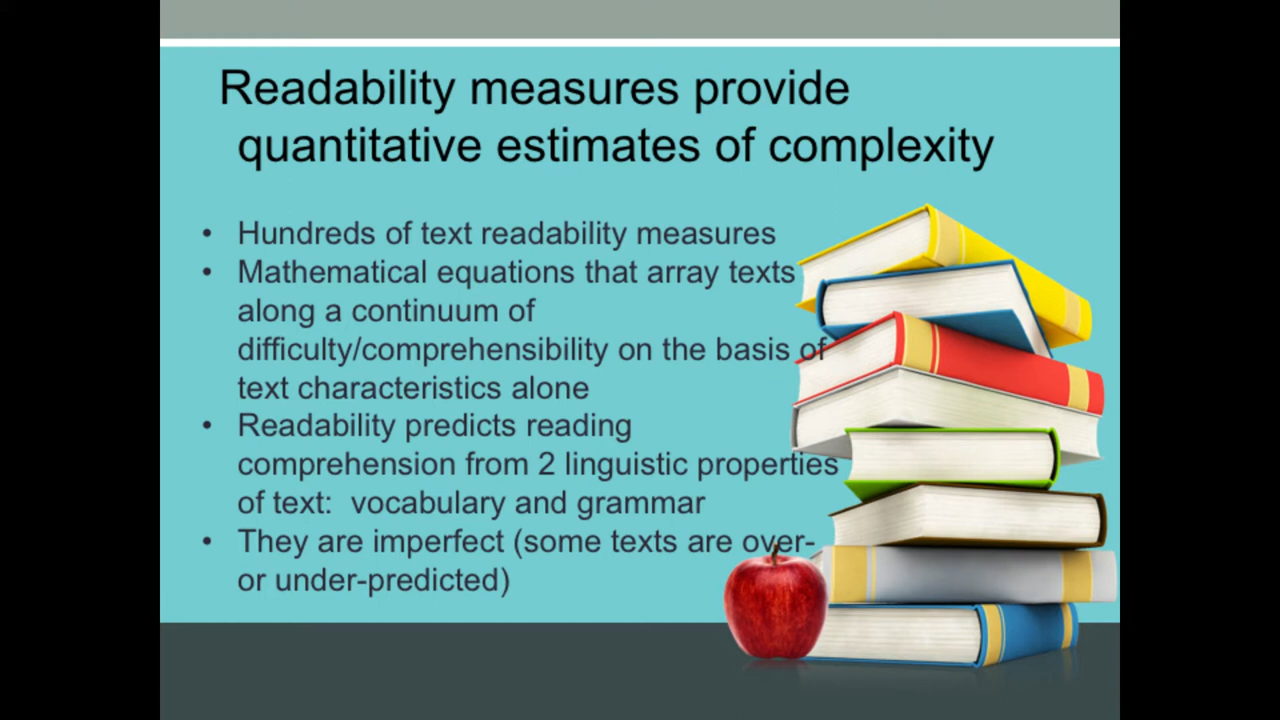 Readability measures provide
quantitative estimates of complexity
• Hundreds of text readability measures
• Mathematical equations that array texts
along a continuum of
difficulty/comprehensibility on the basis of
text characteristics alone
• Readability predicts reading
comprehension from 2 linguistic properties
of text:  vocabulary and grammar
• They are imperfect (some texts are over-
or under-predicted)